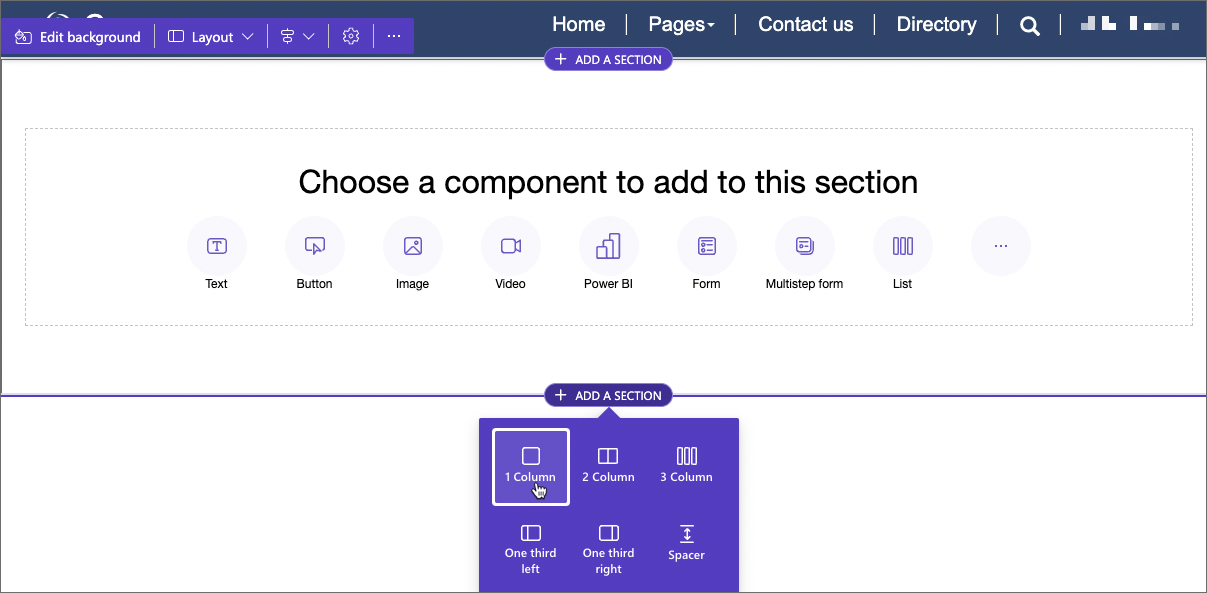 Home Pages Contact us Directory
Edit background Layout
ADD A SECTION
Choose a component to add to this section
Text Button Image Video Power BI Form Multistep form List
ADD A SECTION
1 Column 2 Column 3 Column
One third left One third right Spacer